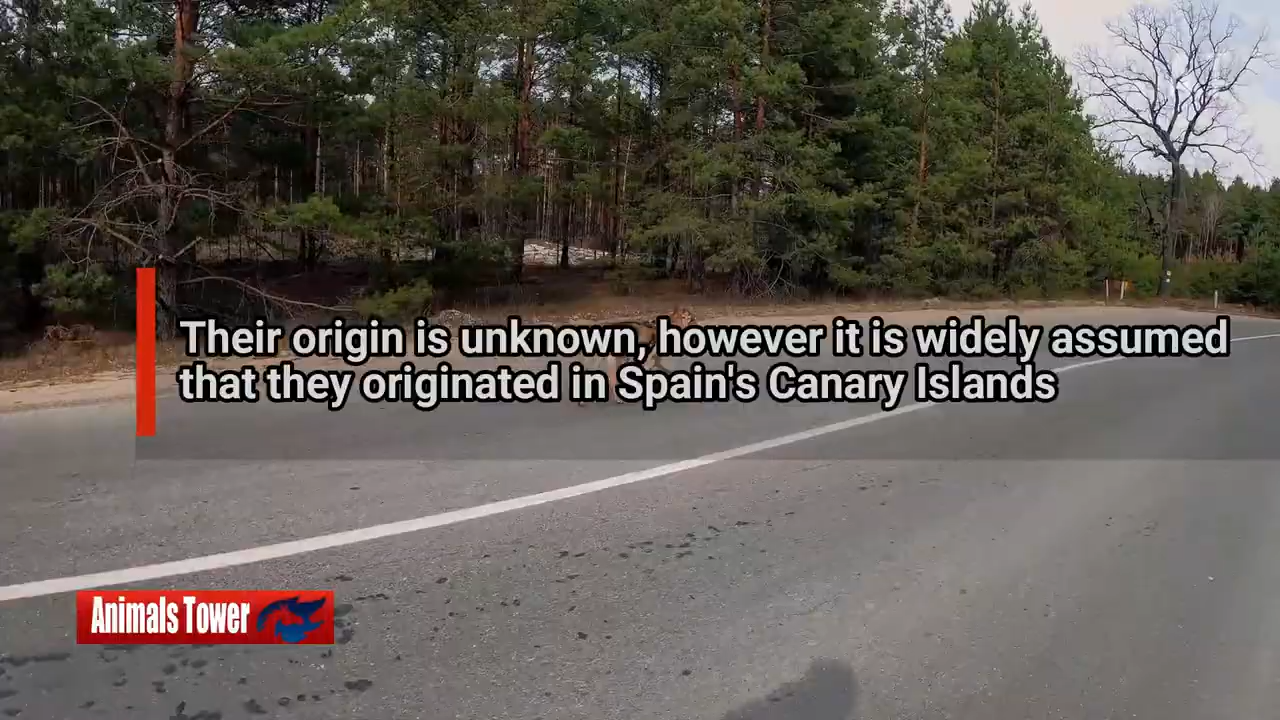 Their origin is unknown, however it is widely assumed
that they originated in Spain's Canary Islands
Animals Tower